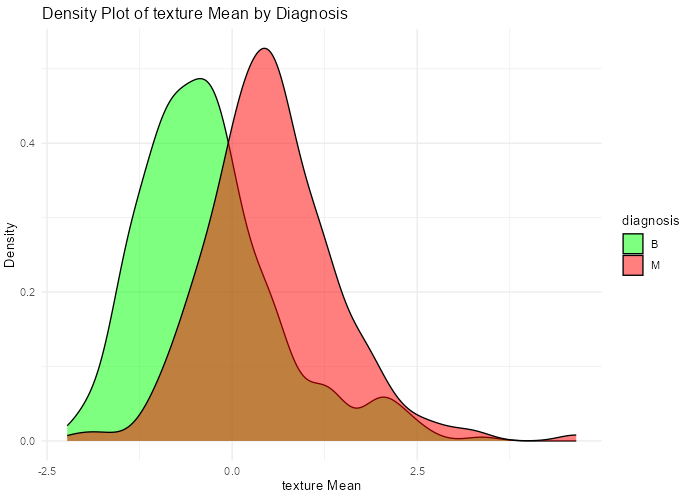 Density Plot of texture Mean by Diagnosis
Density
0.4
0.2
0.0
-2.5
0.0
2.5
texture Mean
diagnosis
B
M